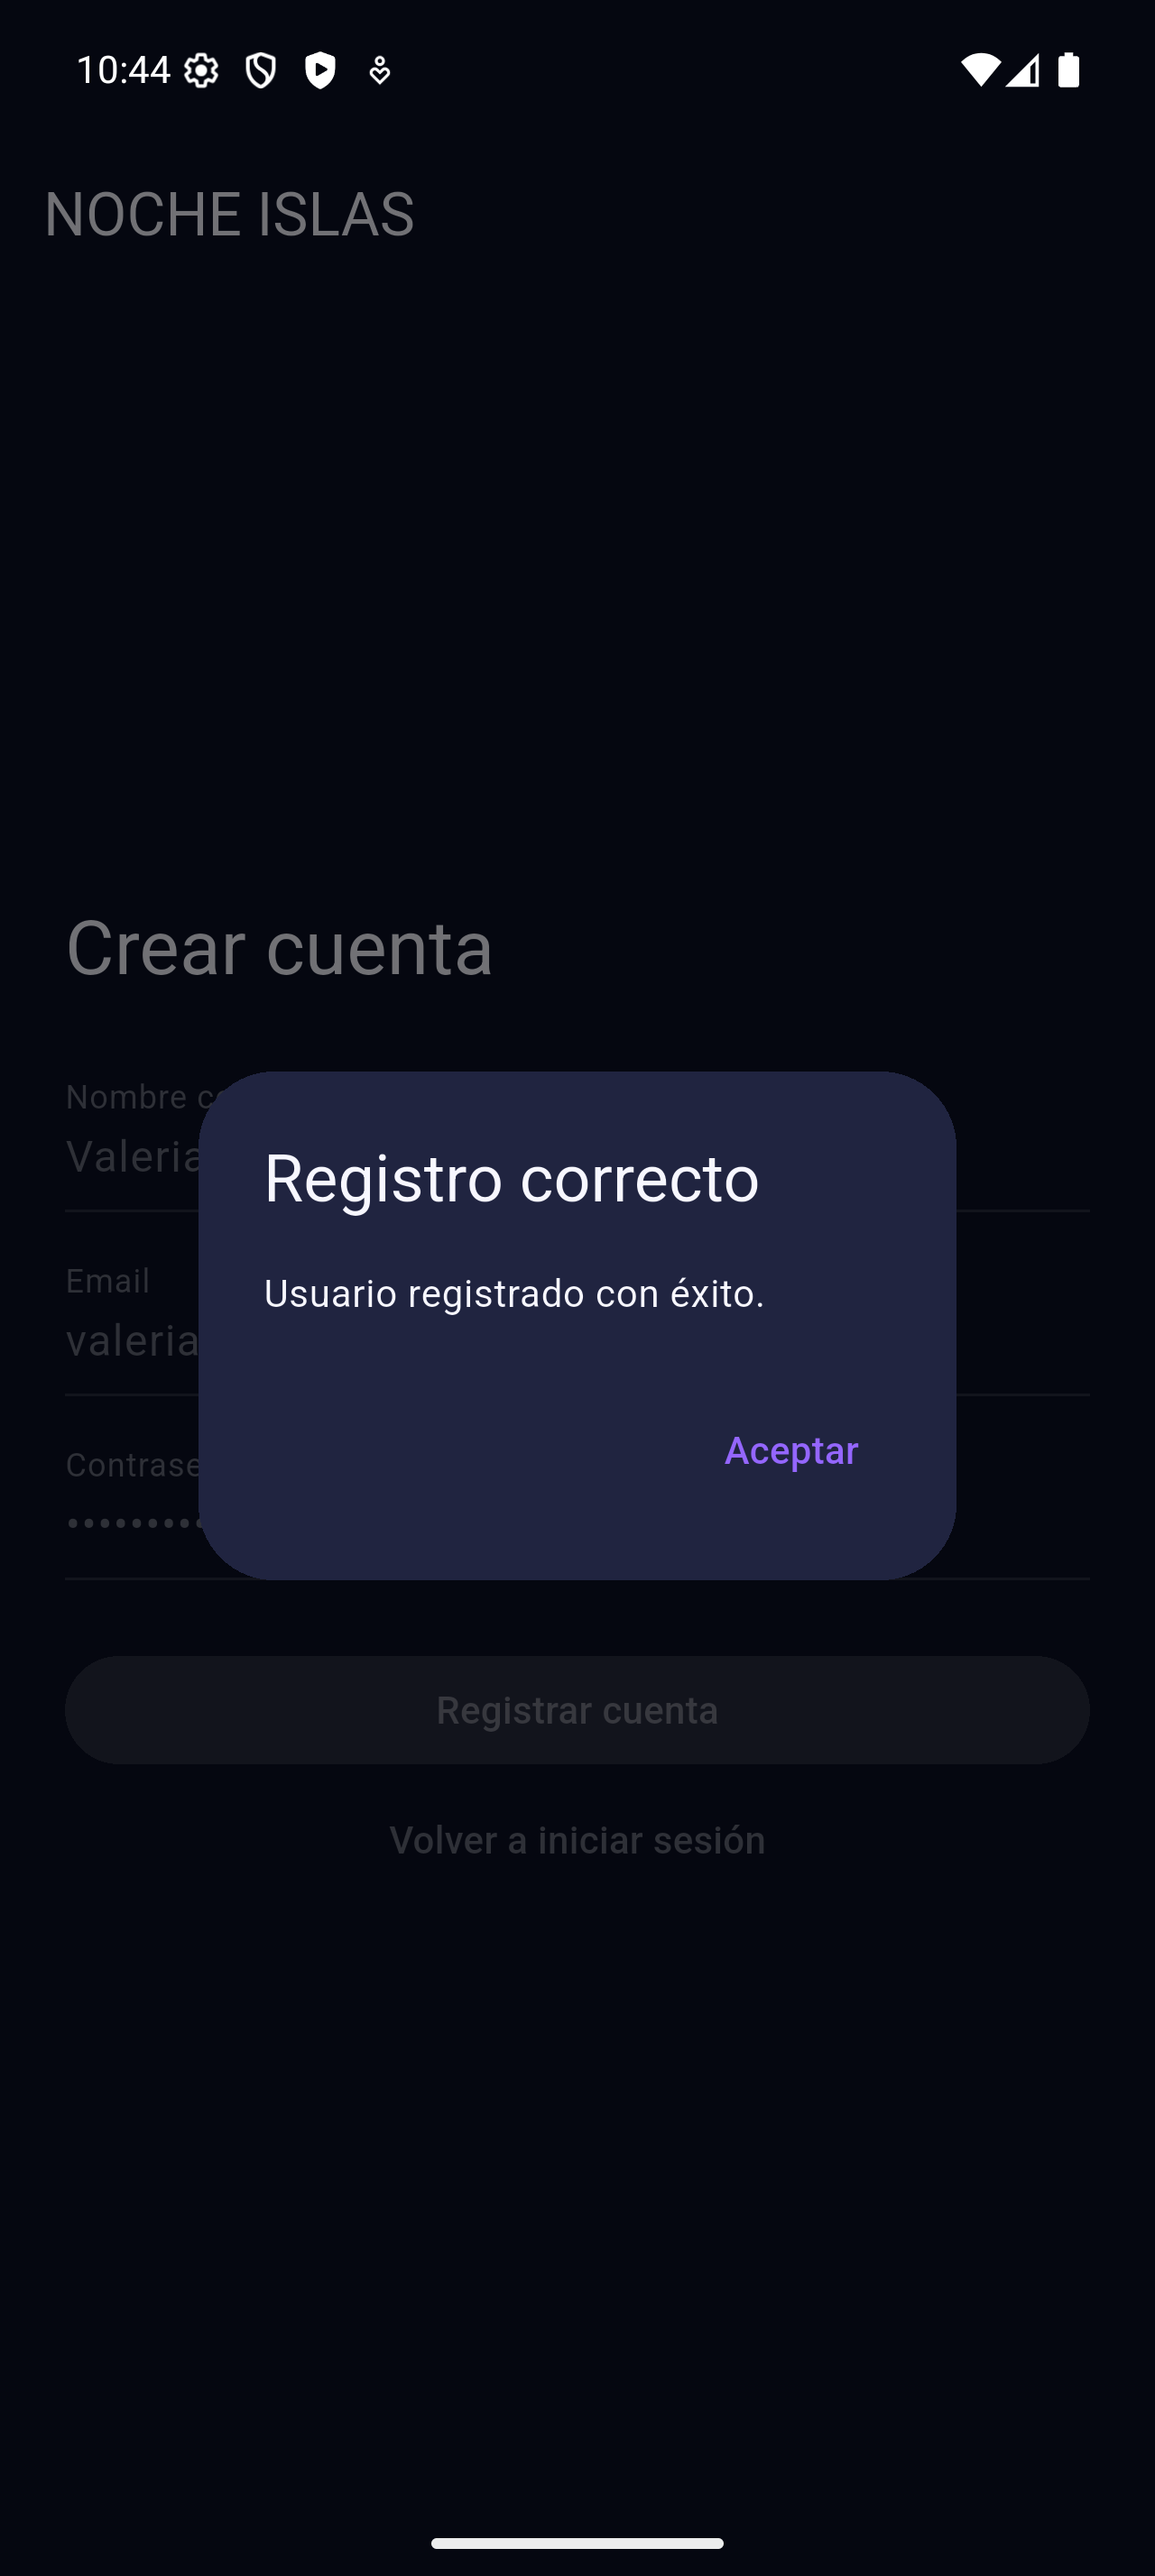 10:44
NOCHE ISLAS
Crear cuenta
Nombre
Valeria
Registro correcto
Email
Usuario registrado con éxito.
valeria
Aceptar
Registrar cuenta
Volver a iniciar sesión